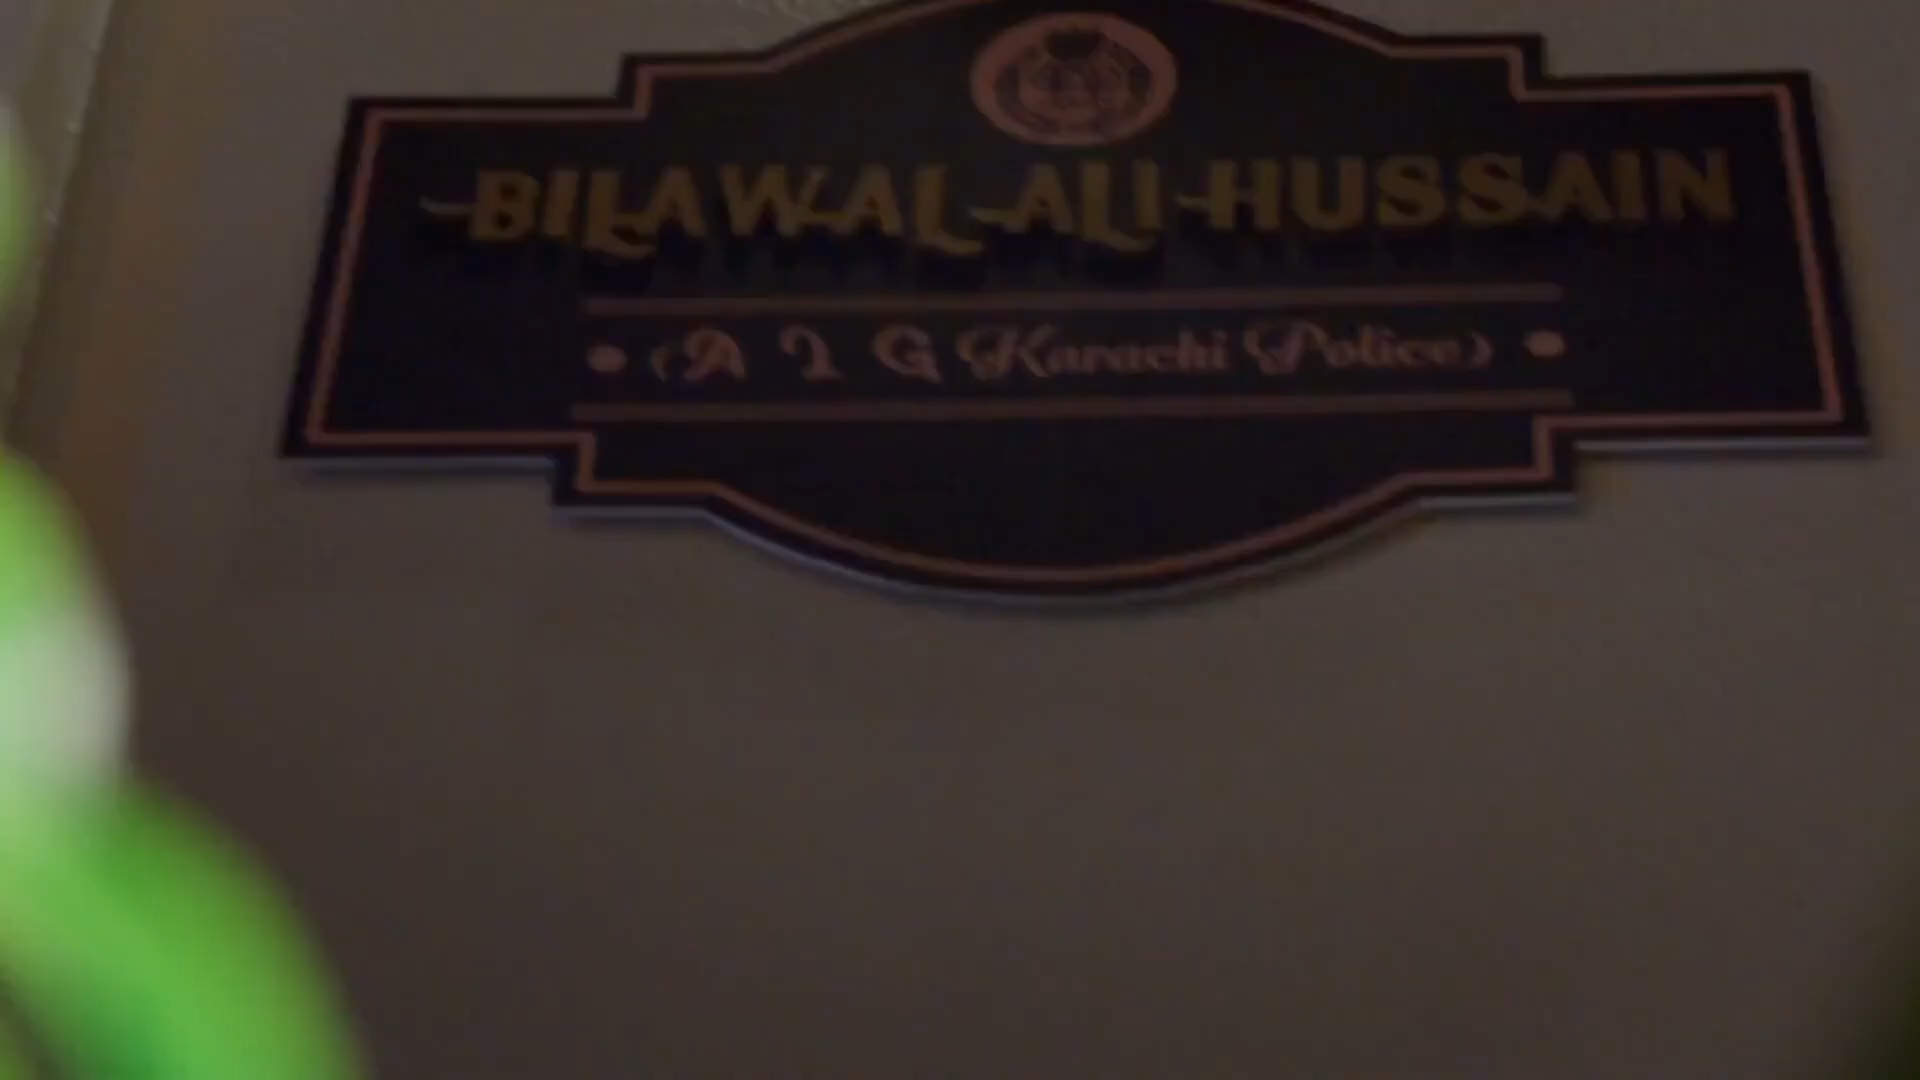 BILAWAL ALI HUSSAIN
• (A I G Karachi Police) •